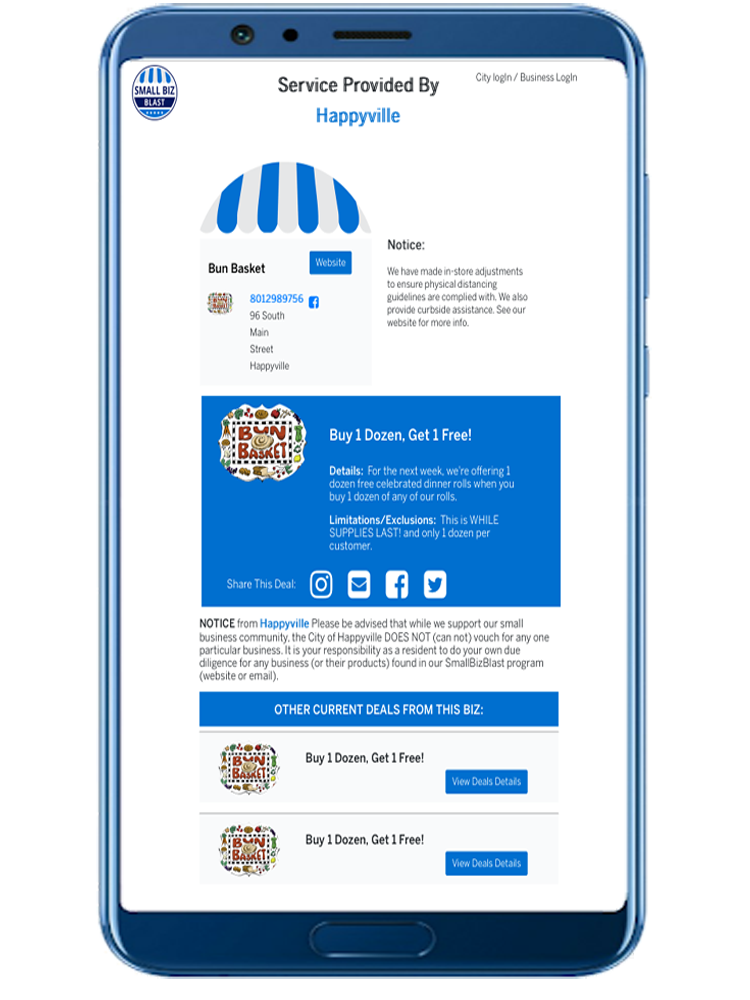 SMALL BIZ
BLAST
Service Provided By
Happyville
City logIn / Business LogIn
Bun Basket
Website
8012989756
96 South
Main
Street
Happyville
Notice:
We have made in-store adjustments
to ensure physical distancing
guidelines are complied with. We also
provide curbside assistance. See our
website for more info.
BUN
BASKET
Buy 1 Dozen, Get 1 Free!
Details: For the next week, we're offering 1
dozen free celebrated dinner rolls when you
buy 1 dozen of any of our rolls.
Limitations/Exclusions: This is WHILE
SUPPLIES LAST! and only 1 dozen per
customer.
Share This Deal:
NOTICE from Happyville Please be advised that while we support our small
business community, the City of Happyville DOES NOT (can not) vouch for any one
particular business. It is your responsibility as a resident to do your own due
diligence for any business (or their products) found in our SmallBizBlast program
(website or email).
OTHER CURRENT DEALS FROM THIS BIZ:
BUN
BASKET
Buy 1 Dozen, Get 1 Free!
View Deals Details
BUN
BASKET
Buy 1 Dozen, Get 1 Free!
View Deals Details